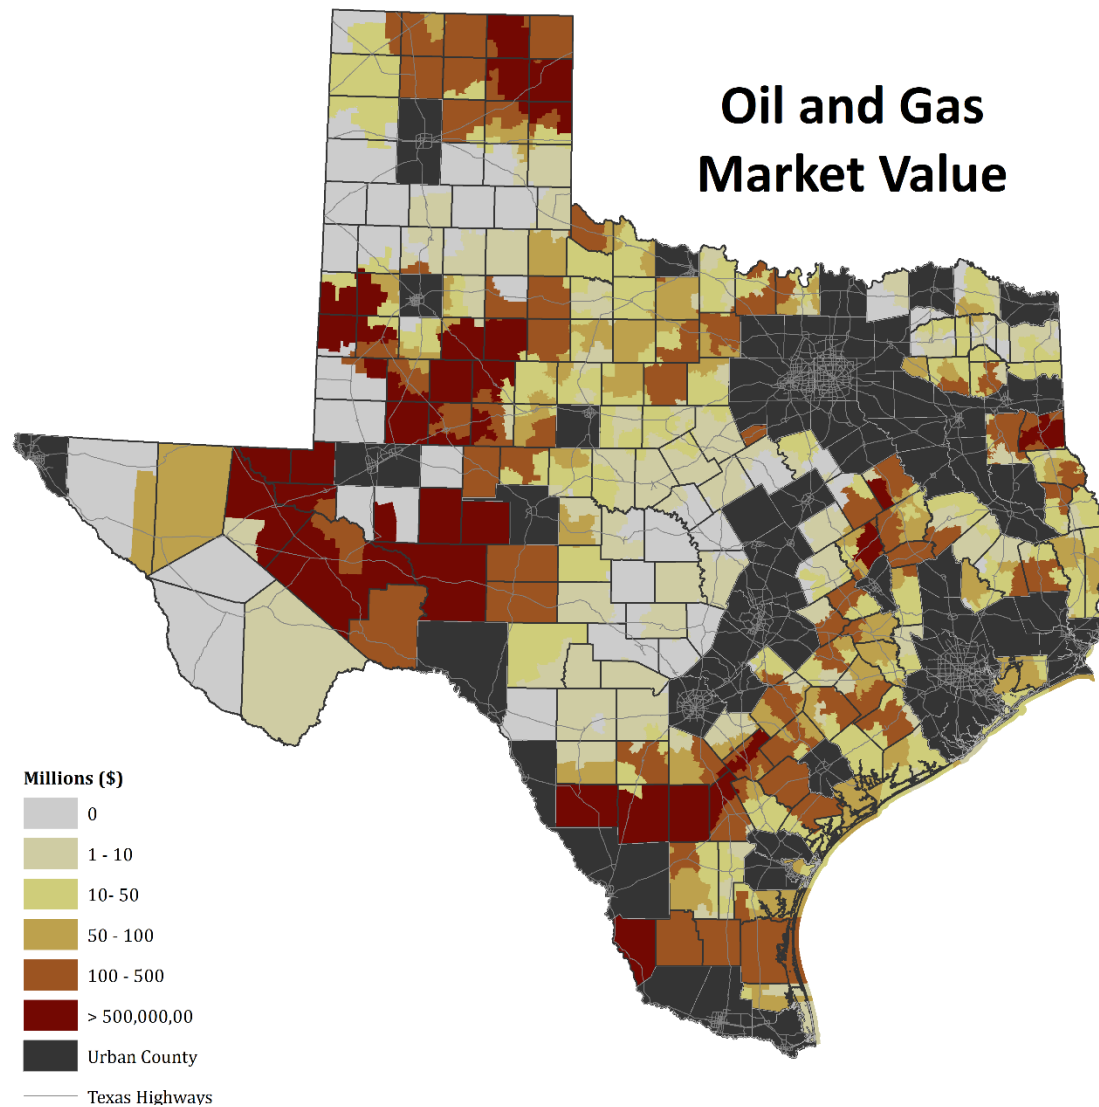 Oil and Gas
Market Value
Millions ($)
0
1 - 10
10- 50
50 - 100
100 - 500
> 500,000,00
Urban County
Texas Highways